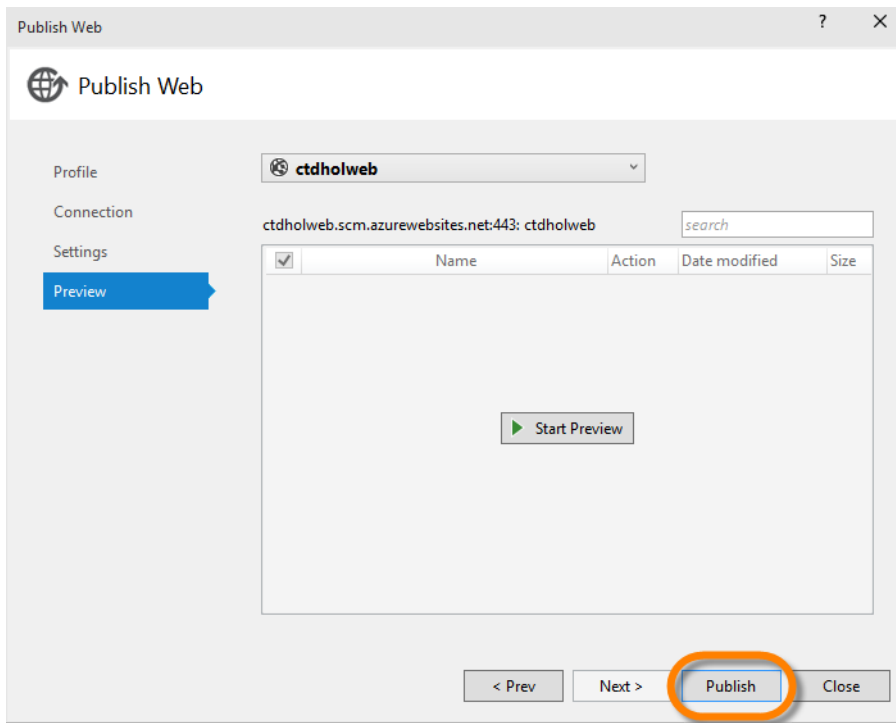 Publish Web
?
Publish Web
Profile
Connection
Settings
Preview
ctdholweb
ctdholweb.scm.azurewebsites.net:443: ctdholweb
search
Name Action Date modified Size
Start Preview
< Prev Next > Publish Close